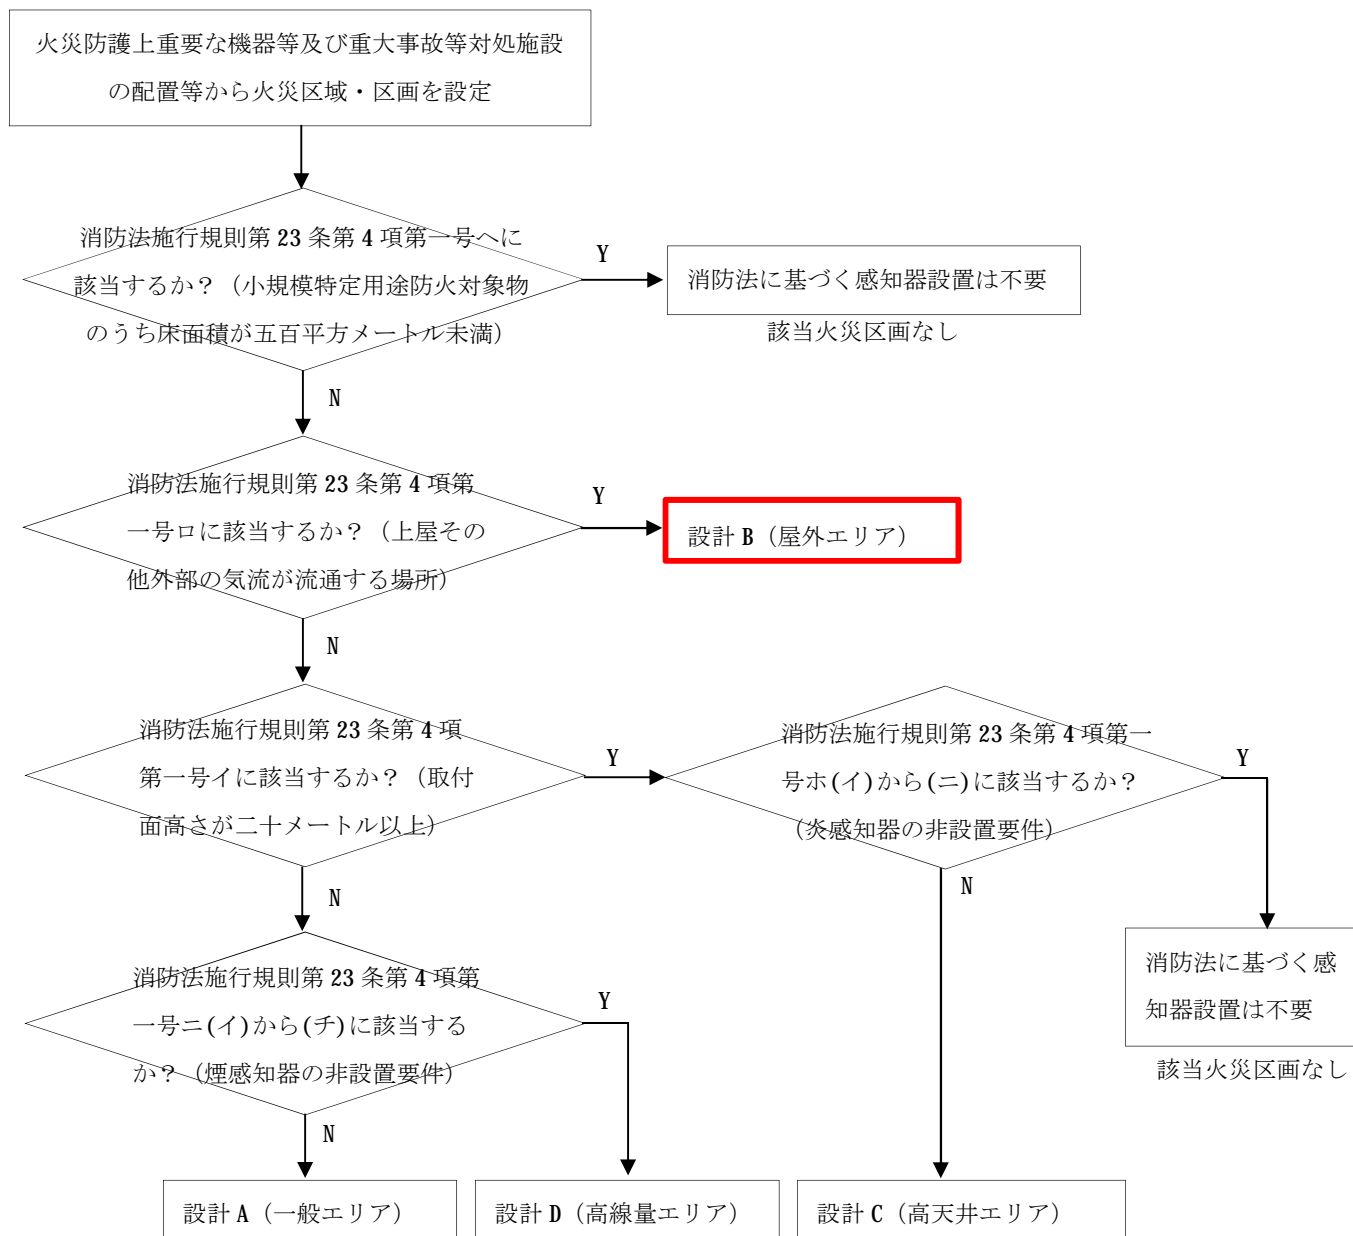 火災防護上重要な機器等及び重大事故等対処施設
の配置等から火災区域・区画を設定
消防法施行規則第 23 条第 4 項第一号ヘに
該当するか？（小規模特定用途防火対象物
のうち床面積が五百平方メートル未満）
Y
消防法に基づく感知器設置は不要
該当火災区画なし
N
消防法施行規則第 23 条第 4 項第
一号ロに該当するか？（上屋その
他外部の気流が流通する場所）
Y
設計 B（屋外エリア）
N
消防法施行規則第 23 条第 4 項
第一号イに該当するか？（取付
面高さが二十メートル以上）
Y
消防法施行規則第 23 条第 4 項第一
号ホ(イ)から(ニ)に該当するか？
（炎感知器の非設置要件）
Y
N
N
消防法に基づく感
知器設置は不要
該当火災区画なし
消防法施行規則第 23 条第 4 項第
一号ニ(イ)から(チ)に該当する
か？（煙感知器の非設置要件）
Y
N
設計 A（一般エリア）
設計 D（高線量エリア）
設計 C（高天井エリア）